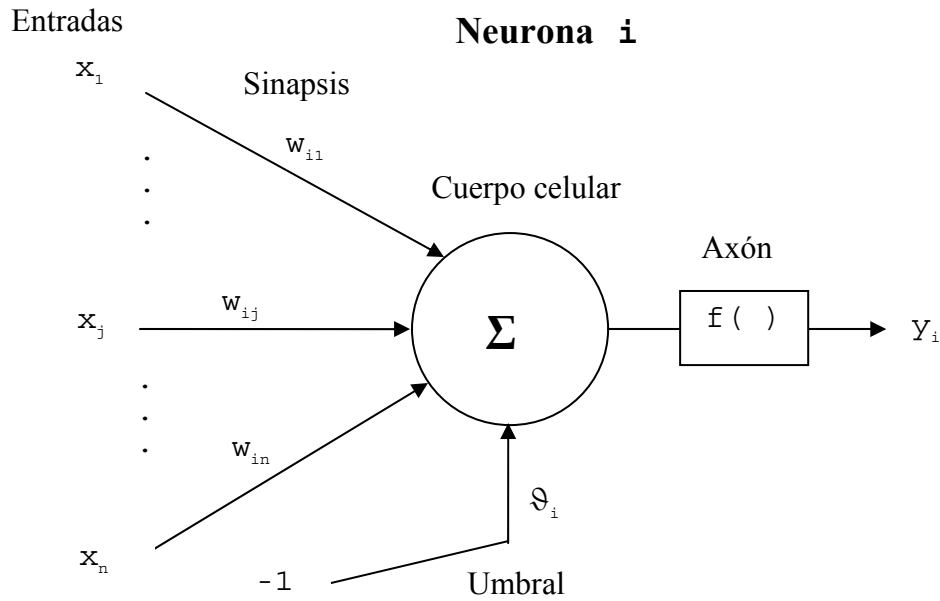 Entradas
Neurona i
x₁
Sinapsis
wᵢ₁
.
.
.
Cuerpo celular
Axón
xⱼ
wᵢⱼ
Σ
f( )
yᵢ
.
.
.
wᵢₙ
ϑᵢ
xₙ
-1
Umbral